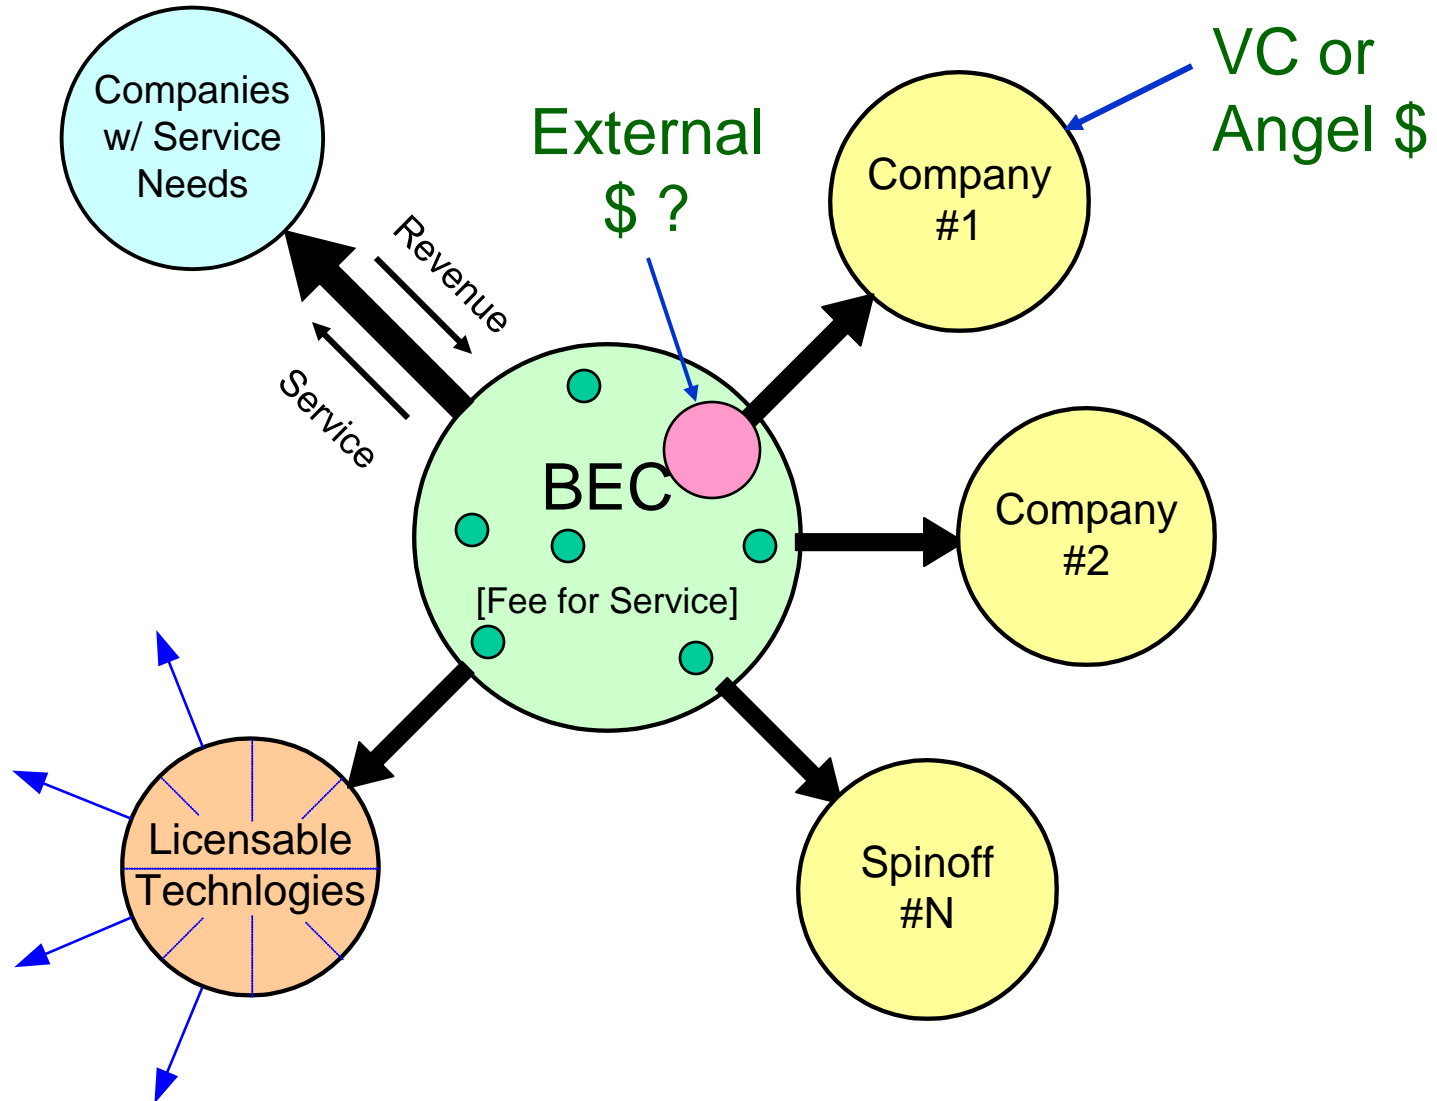 Companies
w/ Service
Needs
External
$ ?
VC or
Angel $
Company
#1
Revenue
Service
BEC
[Fee for Service]
Company
#2
Licensable
Technlogies
Spinoff
#N